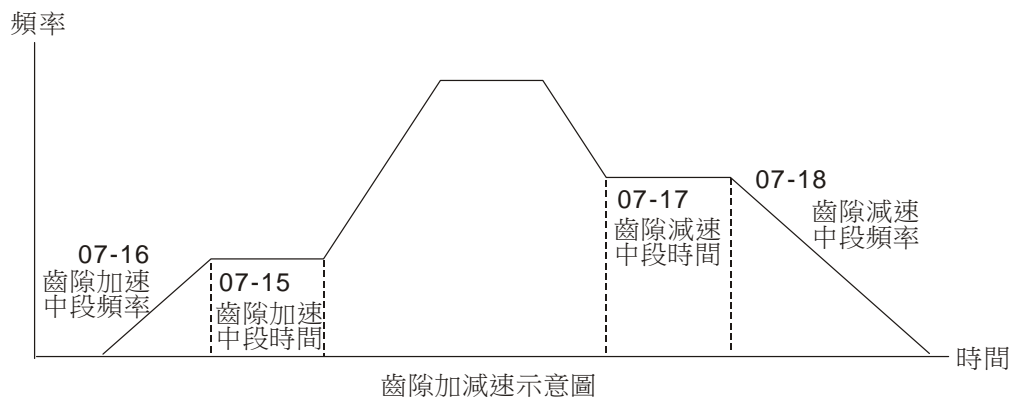 頻率
07-16
齒隙加速
中段頻率
07-15
齒隙加速
中段時間
07-17
齒隙減速
中段時間
07-18
齒隙減速
中段頻率
時間
齒隙加減速示意圖